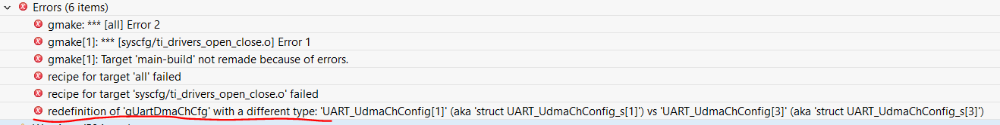 Errors (6 items)
gmake: *** [all] Error 2
gmake[1]: *** [syscfg/ti_drivers_open_close.o] Error 1
gmake[1]: Target 'main-build' not remade because of errors.
recipe for target 'all' failed
recipe for target 'syscfg/ti_drivers_open_close.o' failed
redefinition of 'gUartDmaChCfg' with a different type: 'UART_UdmaChConfig[1]' (aka 'struct UART_UdmaChConfig_s[1]') vs 'UART_UdmaChConfig[3]' (aka 'struct UART_UdmaChConfig_s[3]')